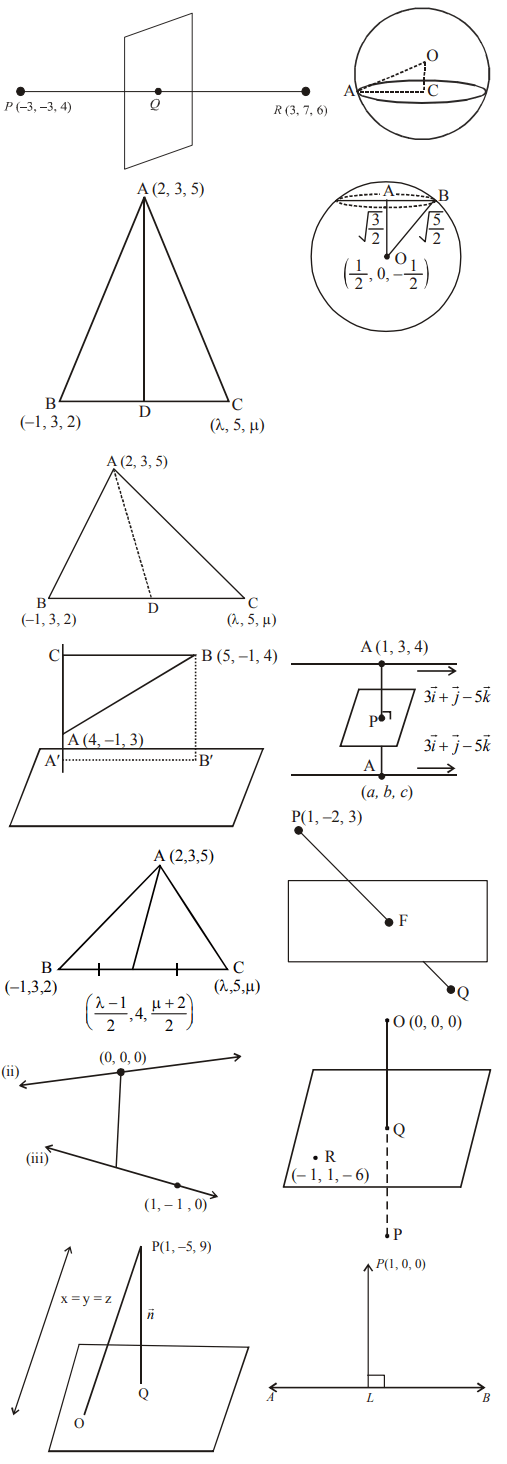 P (–3, –3, 4)
Q
R (3, 7, 6)
O
A
C
A (2, 3, 5)
B
(–1, 3, 2)
D
C
(λ, 5, μ)
A
B
√(3/2)
√(5/2)
O
(1/2, 0, –1/2)
A (2, 3, 5)
B
(–1, 3, 2)
D
C
(λ, 5, μ)
C
B (5, –1, 4)
A (4, –1, 3)
A′
B′
A (1, 3, 4)
3i⃗ + j⃗ – 5k⃗
P
3i⃗ + j⃗ – 5k⃗
A
(a, b, c)
A (2,3,5)
B
(–1,3,2)
C
(λ,5,μ)
((λ–1)/2, 4, (μ+2)/2)
P(1, –2, 3)
F
Q
(ii)
(0, 0, 0)
(iii)
(1, – 1 , 0)
O (0, 0, 0)
Q
R
(– 1, 1, – 6)
P
P(1, –5, 9)
x = y = z
n⃗
Q
O
P(1, 0, 0)
A
L
B